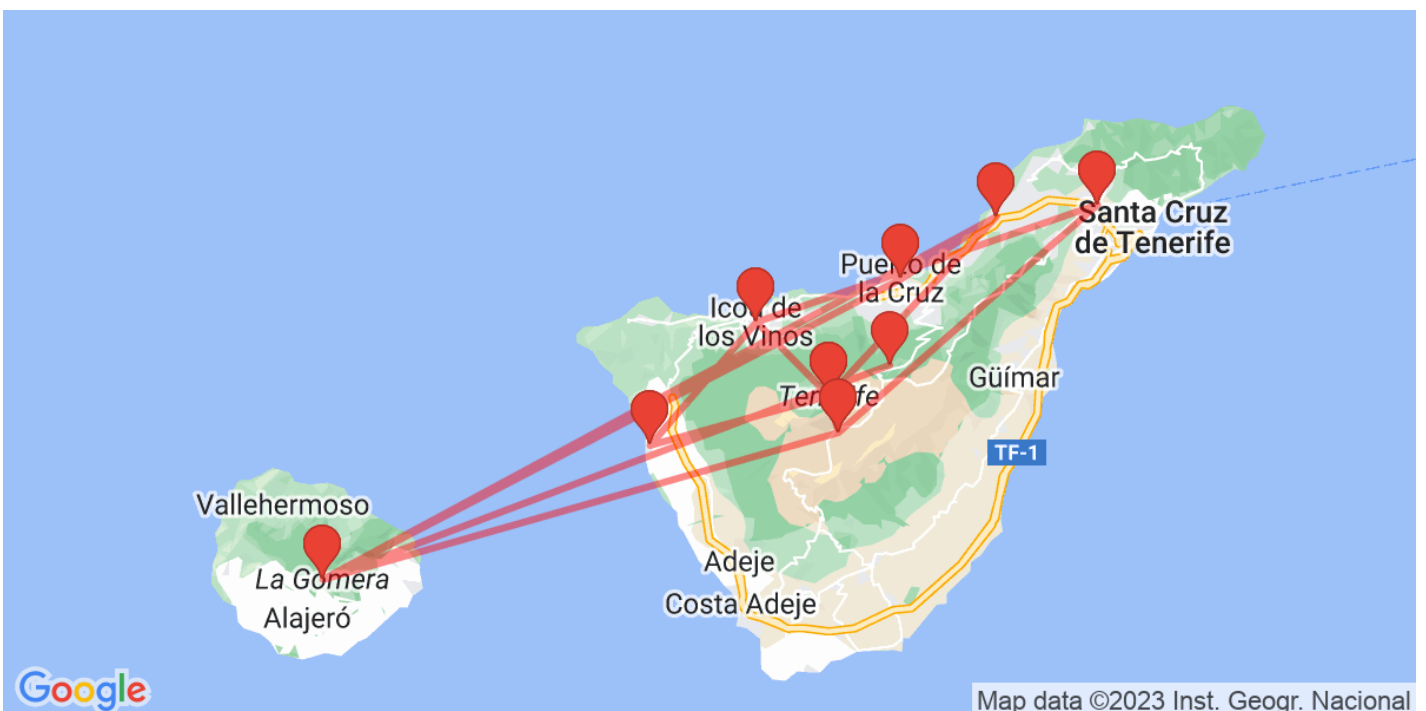 Santa Cruz
de Tenerife
Puerto de
la Cruz
Icod de
los Vinos
Tenerife
Güímar
TF-1
Vallehermoso
La Gomera
Alajeró
Adeje
Costa Adeje
Google
Map data ©2023 Inst. Geogr. Nacional